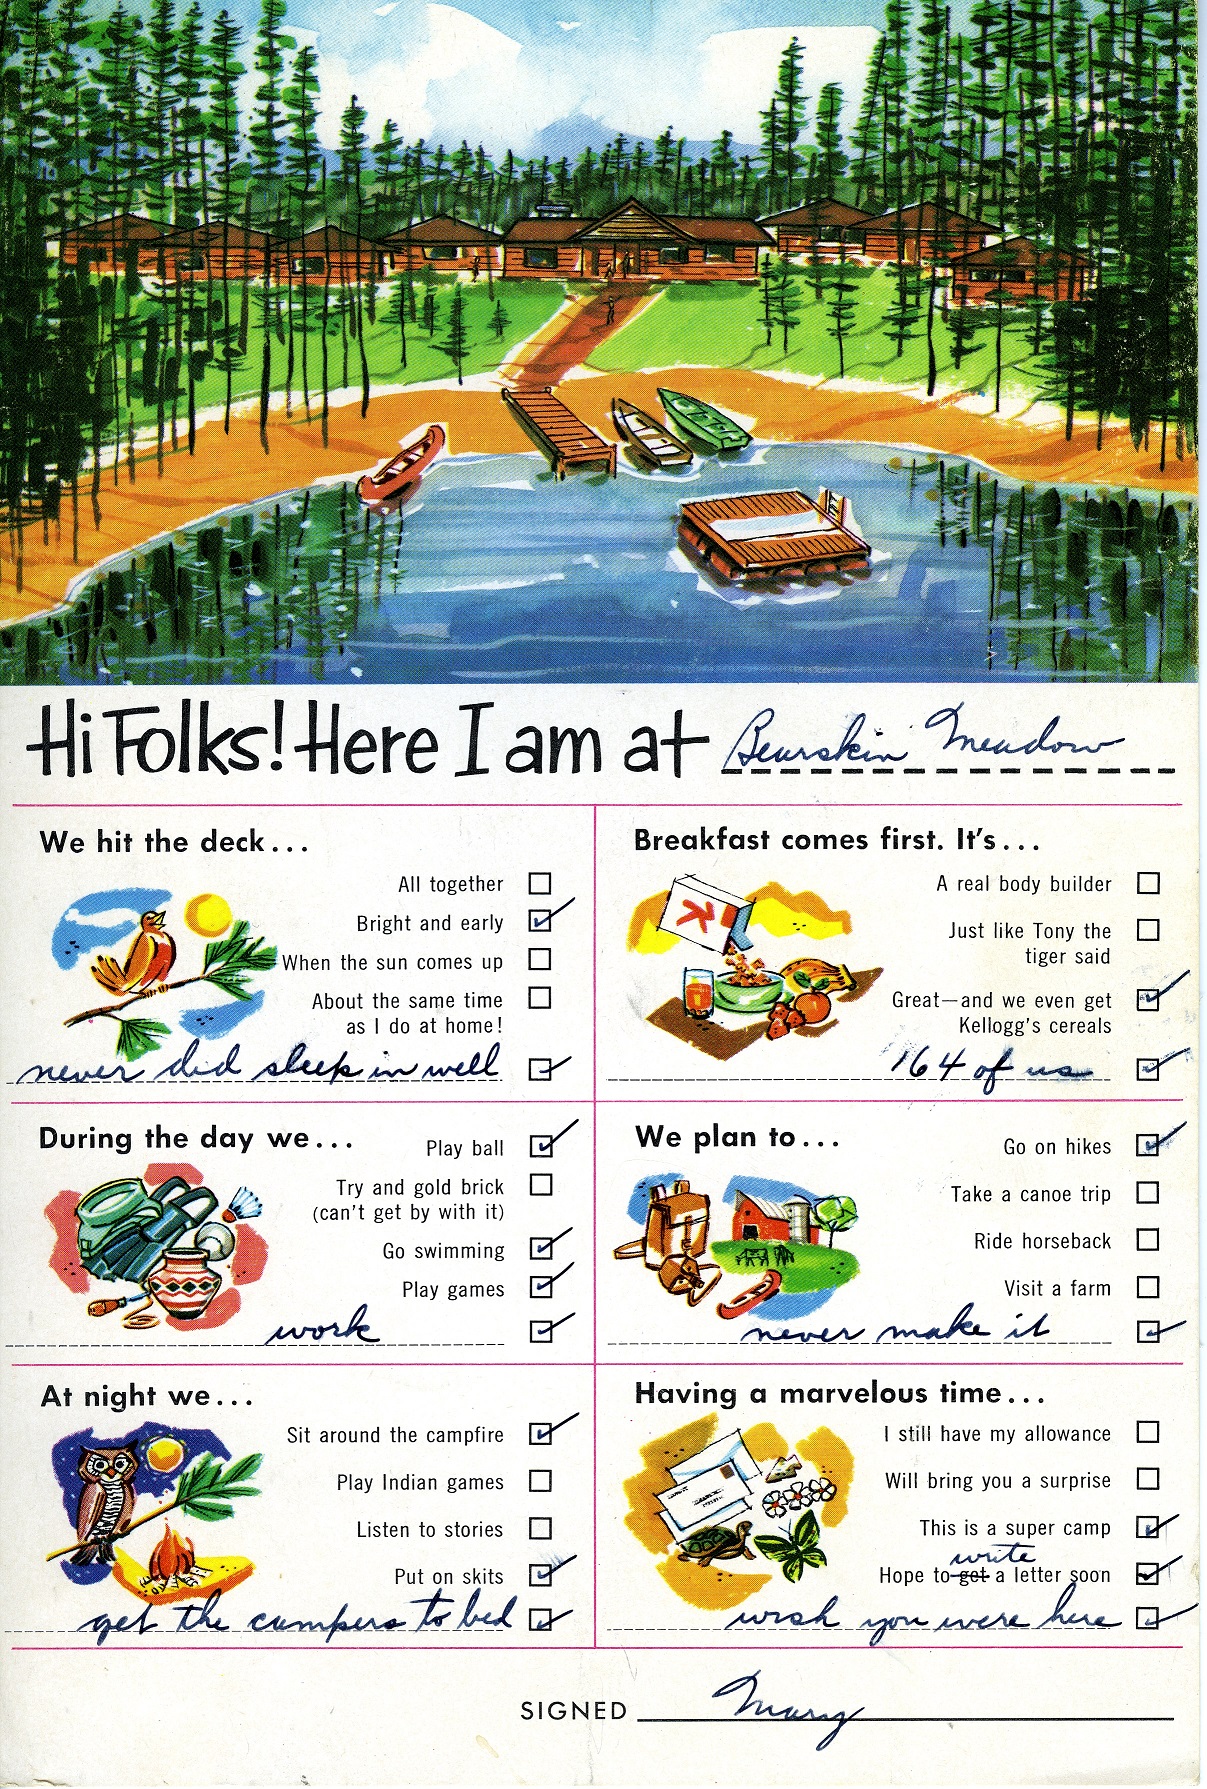 Hi Folks! Here I am at Bearskin Meadow
We hit the deck...
All together ☐
Bright and early ☑
When the sun comes up ☐
About the same time
as I do at home! ☐
never did sleep in well ☑
Breakfast comes first. It's...
K
A real body builder ☐
Just like Tony the
tiger said ☐
Great—and we even get
Kellogg's cereals ☑
164 of us ☑
During the day we...
Play ball ☑
Try and gold brick
(can't get by with it) ☐
Go swimming ☑
Play games ☑
work ☑
We plan to...
Go on hikes ☑
Take a canoe trip ☐
Ride horseback ☐
Visit a farm ☐
never make it ☑
At night we...
Sit around the campfire ☑
Play Indian games ☐
Listen to stories ☐
Put on skits ☑
get the campers to bed ☑
Having a marvelous time...
I still have my allowance ☐
Will bring you a surprise ☐
This is a super camp ☑
write
Hope to get a letter soon ☑
wish you were here ☑
SIGNED Mary